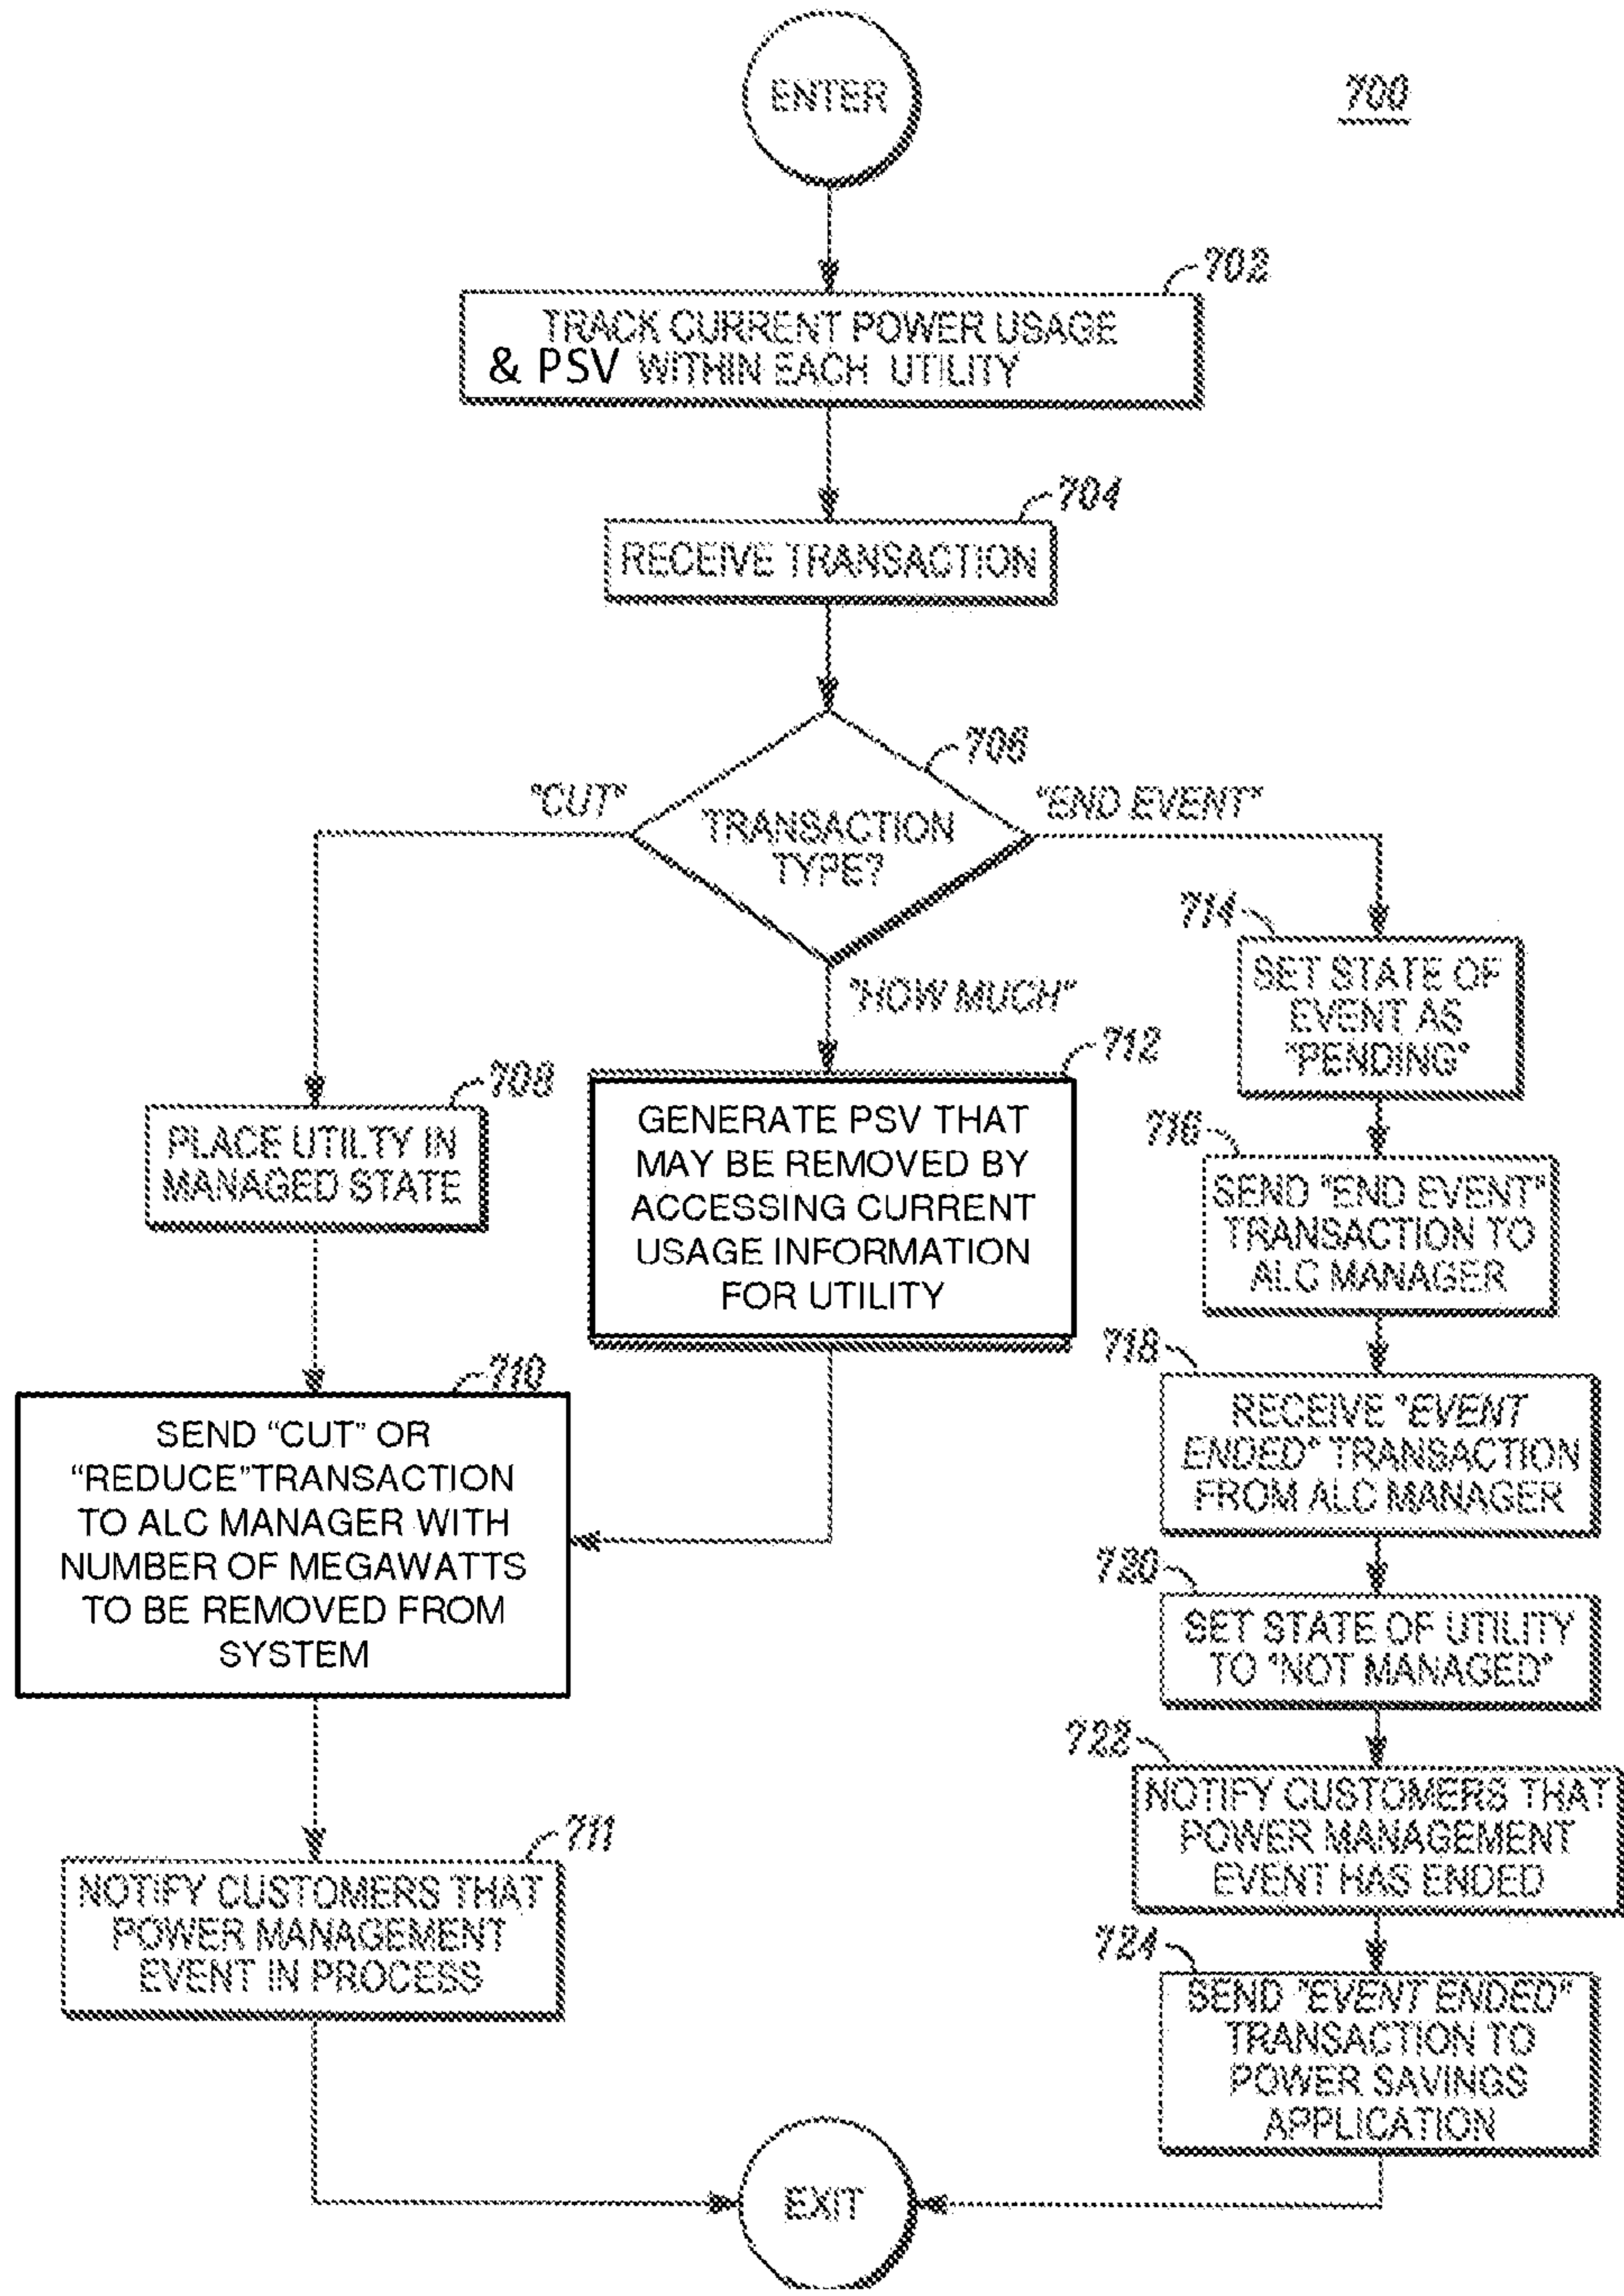 ENTER
700
702
TRACK CURRENT POWER USAGE
& PSV WITHIN EACH UTILITY
704
RECEIVE TRANSACTION
706
"CUT"
TRANSACTION
TYPE?
"END EVENT"
"HOW MUCH"
708
PLACE UTILTY IN
MANAGED STATE
712
GENERATE PSV THAT
MAY BE REMOVED BY
ACCESSING CURRENT
USAGE INFORMATION
FOR UTILITY
714
SET STATE OF
EVENT AS
"PENDING"
716
SEND "END EVENT"
TRANSACTION TO
ALC MANAGER
710
SEND “CUT” OR
“REDUCE”TRANSACTION
TO ALC MANAGER WITH
NUMBER OF MEGAWATTS
TO BE REMOVED FROM
SYSTEM
718
RECEIVE "EVENT
ENDED" TRANSACTION
FROM ALC MANAGER
720
SET STATE OF UTILITY
TO "NOT MANAGED"
711
NOTIFY CUSTOMERS THAT
POWER MANAGEMENT
EVENT IN PROCESS
722
NOTIFY CUSTOMERS THAT
POWER MANAGEMENT
EVENT HAS ENDED
724
SEND "EVENT ENDED"
TRANSACTION TO
POWER SAVINGS
APPLICATION
EXIT